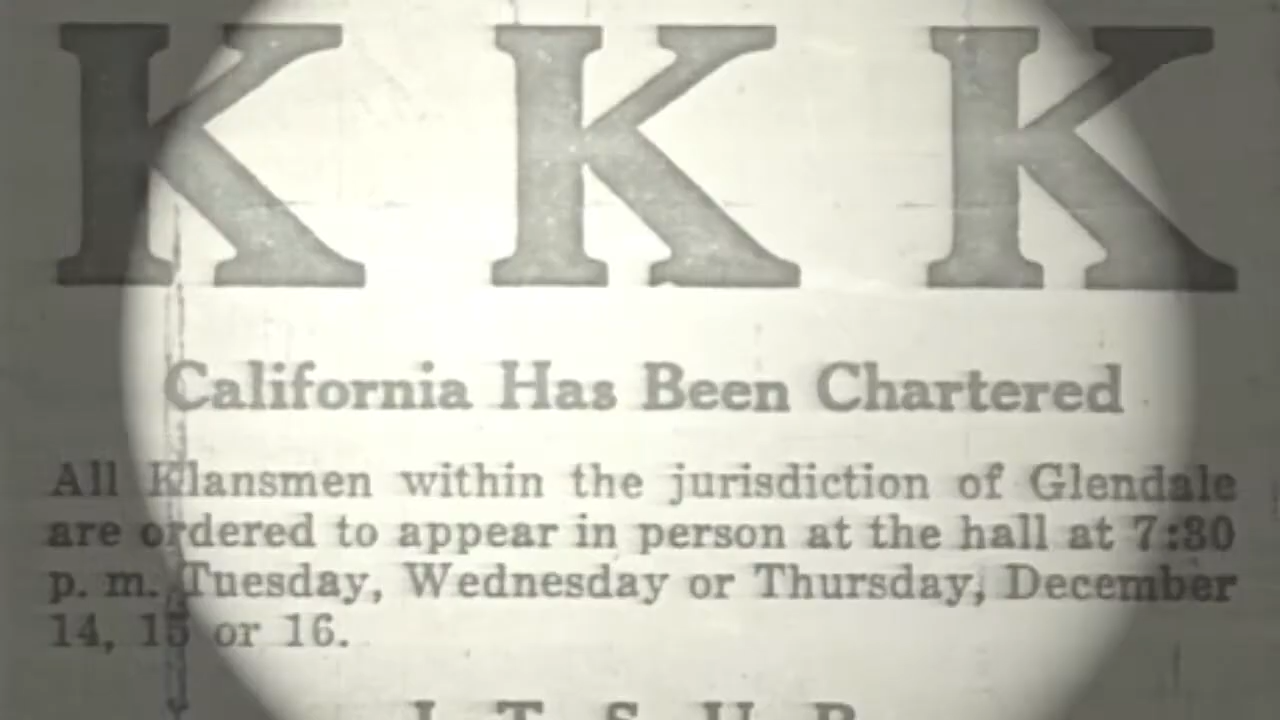 K K K
California Has Been Chartered
All Klansmen within the jurisdiction of Glendale
are ordered to appear in person at the hall at 7:30
p. m. Tuesday, Wednesday or Thursday, December
14, 15 or 16.
I T S U B